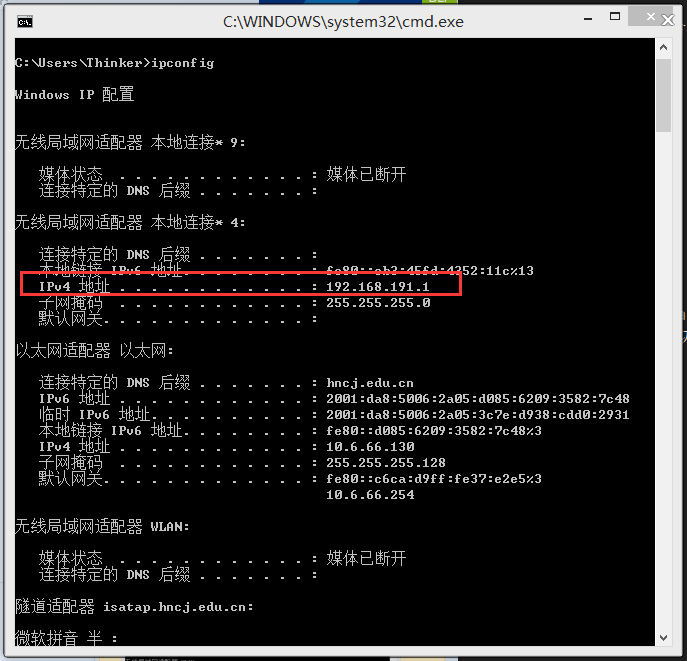 C:\WINDOWS\system32\cmd.exe
C:\Users\Thinker>ipconfig
Windows IP 配置
无线局域网适配器 本地连接* 9:
媒体状态 . . . . . . . . . . . . : 媒体已断开
连接特定的 DNS 后缀 . . . . . . . :
无线局域网适配器 本地连接* 4:
连接特定的 DNS 后缀 . . . . . . . :
本地链接 IPv6 地址. . . . . . . . : fe80::eb3:45fd:4352:11c%13
IPv4 地址 . . . . . . . . . . . . : 192.168.191.1
子网掩码 . . . . . . . . . . . . : 255.255.255.0
默认网关. . . . . . . . . . . . . :
以太网适配器 以太网:
连接特定的 DNS 后缀 . . . . . . . : hncj.edu.cn
IPv6 地址 . . . . . . . . . . . . : 2001:da8:5006:2a05:d085:6209:3582:7c48
临时 IPv6 地址. . . . . . . . . . : 2001:da8:5006:2a05:3c7e:d938:cdd0:2931
本地链接 IPv6 地址. . . . . . . . : fe80::d085:6209:3582:7c48%3
IPv4 地址 . . . . . . . . . . . . : 10.6.66.130
子网掩码 . . . . . . . . . . . . : 255.255.255.128
默认网关. . . . . . . . . . . . . : fe80::c6ca:d9ff:fe37:e2e5%3
10.6.66.254
无线局域网适配器 WLAN:
媒体状态 . . . . . . . . . . . . : 媒体已断开
连接特定的 DNS 后缀 . . . . . . . :
隧道适配器 isatap.hncj.edu.cn:
微软拼音 半 :